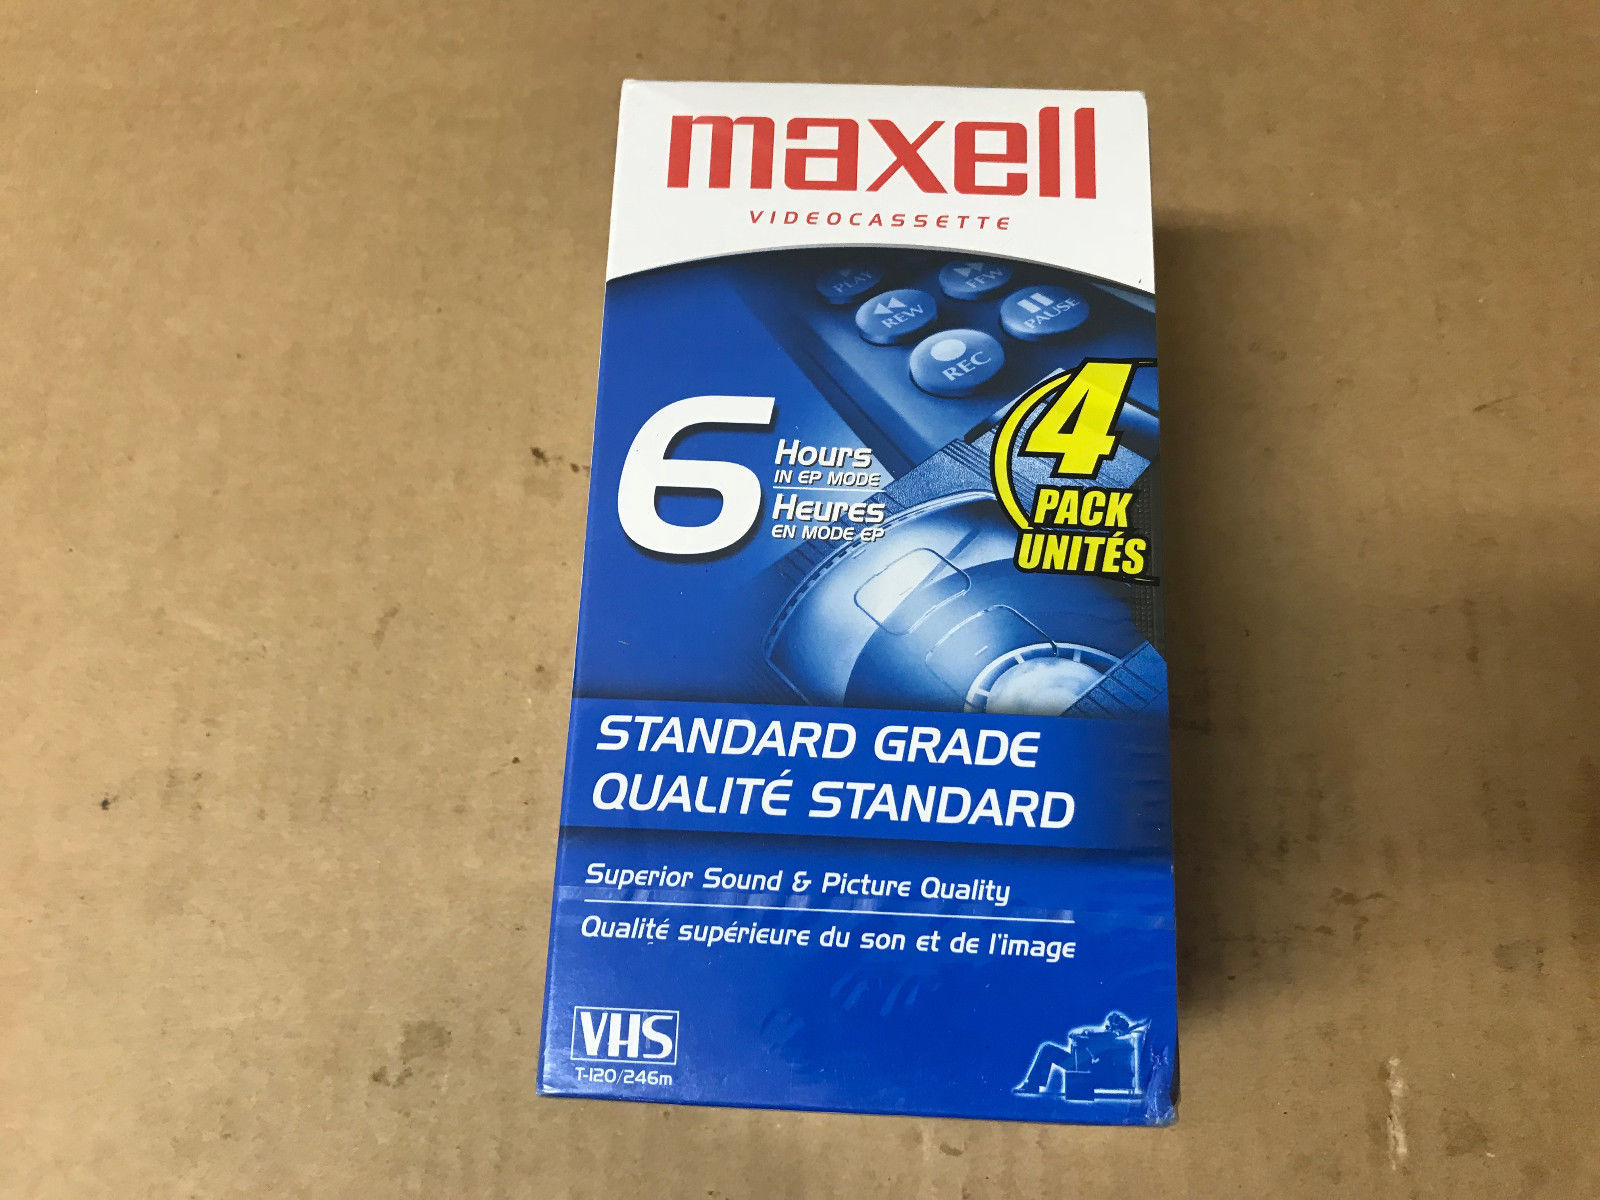 maxell
VIDEOCASSETTE
PLAY
FFW
REW
PAUSE
REC
6
Hours
IN EP MODE
Heures
EN MODE EP
4
PACK
UNITÉS
STANDARD GRADE
QUALITÉ STANDARD
Superior Sound & Picture Quality
Qualité supérieure du son et de l'image
VHS
T-120/246m